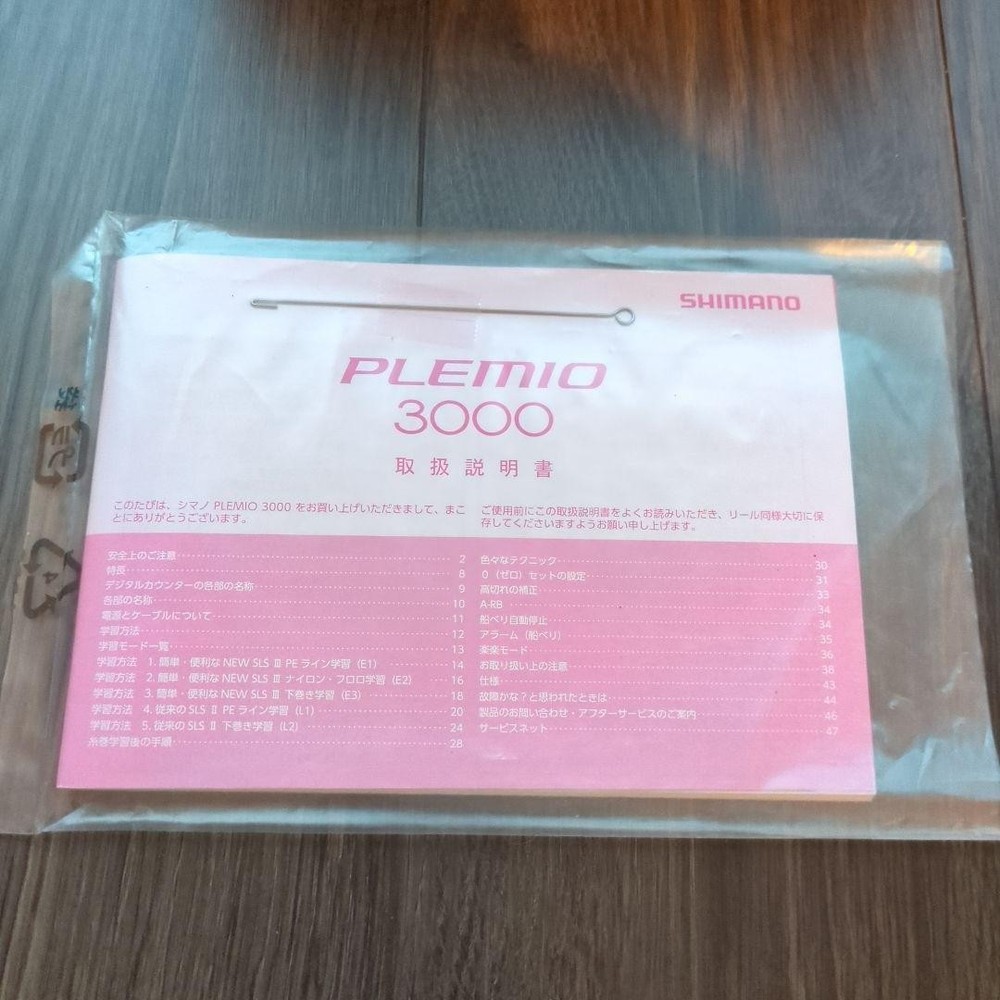 SHIMANO
PLEMIO
3000
取扱説明書
このたびは、シマノ PLEMIO 3000 をお買い上げいただきまして、まこ
とにありがとうございます。
ご使用前にこの取扱説明書をよくお読みいただき、リール同様大切に保
存してくださいますようお願い申し上げます。
安全上のご注意 2
特長 8
デジタルカウンターの各部の名称 9
各部の名称 10
電源とケーブルについて 11
学習方法 12
学習モード一覧 13
学習方法 1. 簡単・便利な NEW SLS Ⅲ PE ライン学習（E1） 14
学習方法 2. 簡単・便利な NEW SLS Ⅲ ナイロン・フロロ学習（E2） 16
学習方法 3. 簡単・便利な NEW SLS Ⅲ 下巻き学習（E3） 18
学習方法 4. 従来の SLS Ⅱ PE ライン学習（L1） 20
学習方法 5. 従来の SLS Ⅱ 下巻き学習（L2） 24
糸巻学習後の手順 28
色々なテクニック 30
0（ゼロ）セットの設定 31
高切れの補正 33
A-RB 34
船べり自動停止 34
アラーム（船べり） 35
楽楽モード 36
お取り扱い上の注意 38
仕様 43
故障かな？と思われたときは 44
製品のお問い合わせ・アフターサービスのご案内 46
サービスネット 47